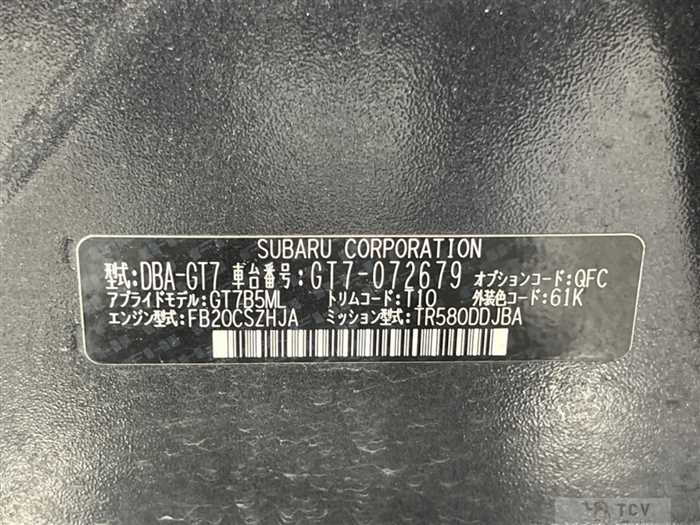 SUBARU CORPORATION
型式:DBA-GT7 車台番号:GT7-072679 オプションコード:QFC
アプライドモデル:GT7B5ML トリムコード:T10 外装色コード:61K
エンジン型式:FB20CSZHJA ミッション型式:TR580DDJBA
TCV